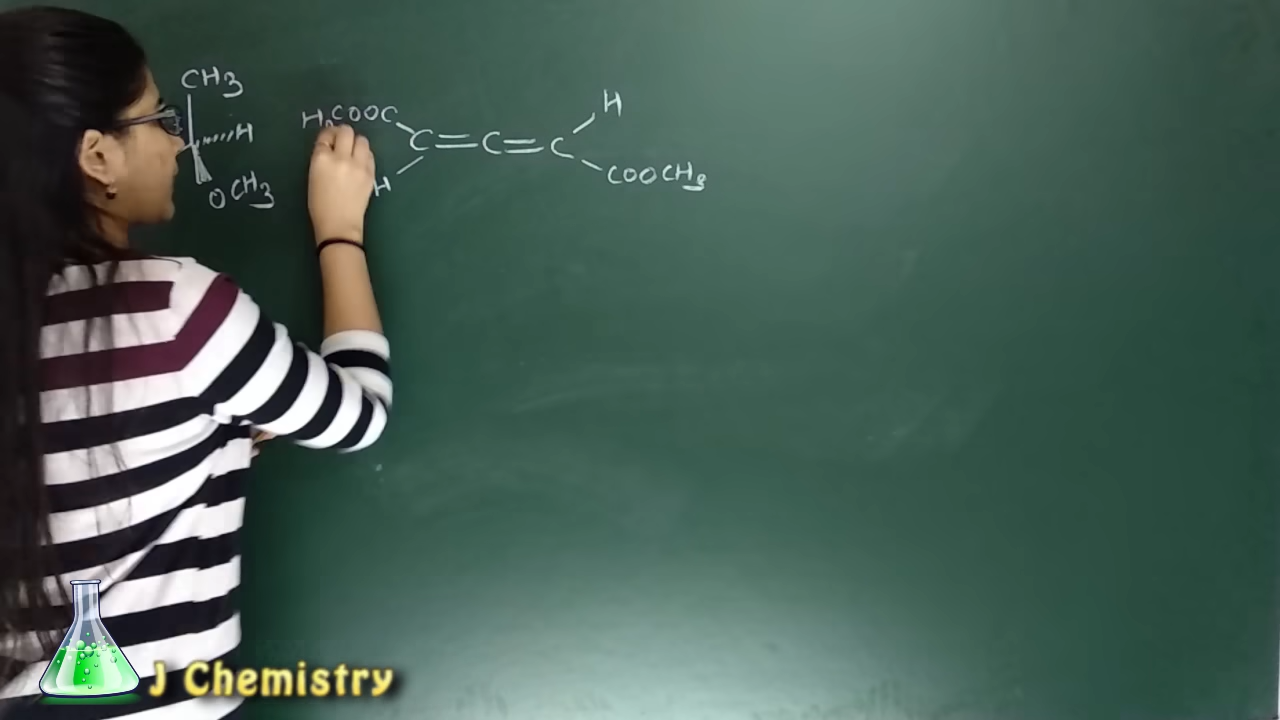 CH3
H
OCH3
H3COOC
C=C=C
H
H
COOCH3
J Chemistry